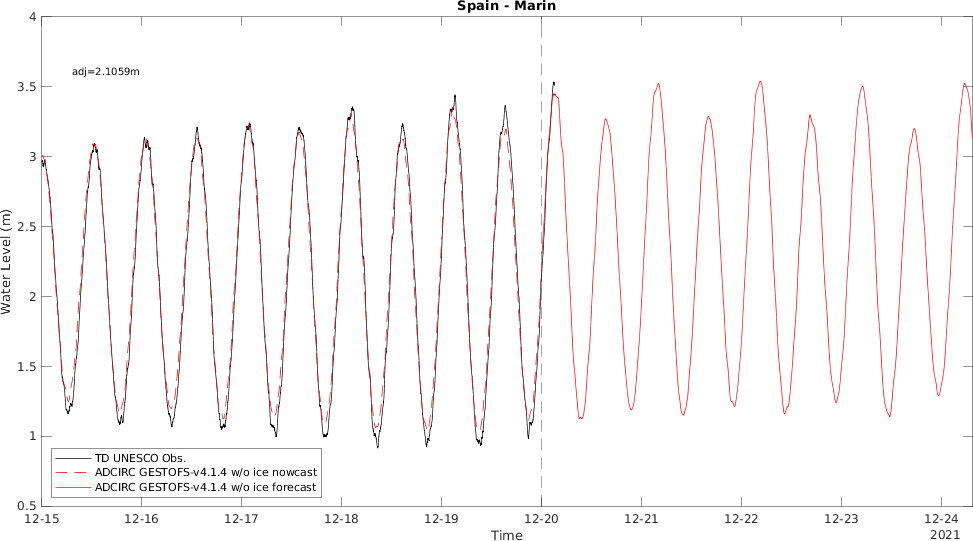 Spain - Marin
4
adj=2.1059m
3.5
3
2.5
Water Level (m)
2
1.5
1
TD UNESCO Obs.
ADCIRC GESTOFS-v4.1.4 w/o ice nowcast
ADCIRC GESTOFS-v4.1.4 w/o ice forecast
0.5
12-15 12-16 12-17 12-18 12-19 12-20 12-21 12-22 12-23 12-24
Time
2021